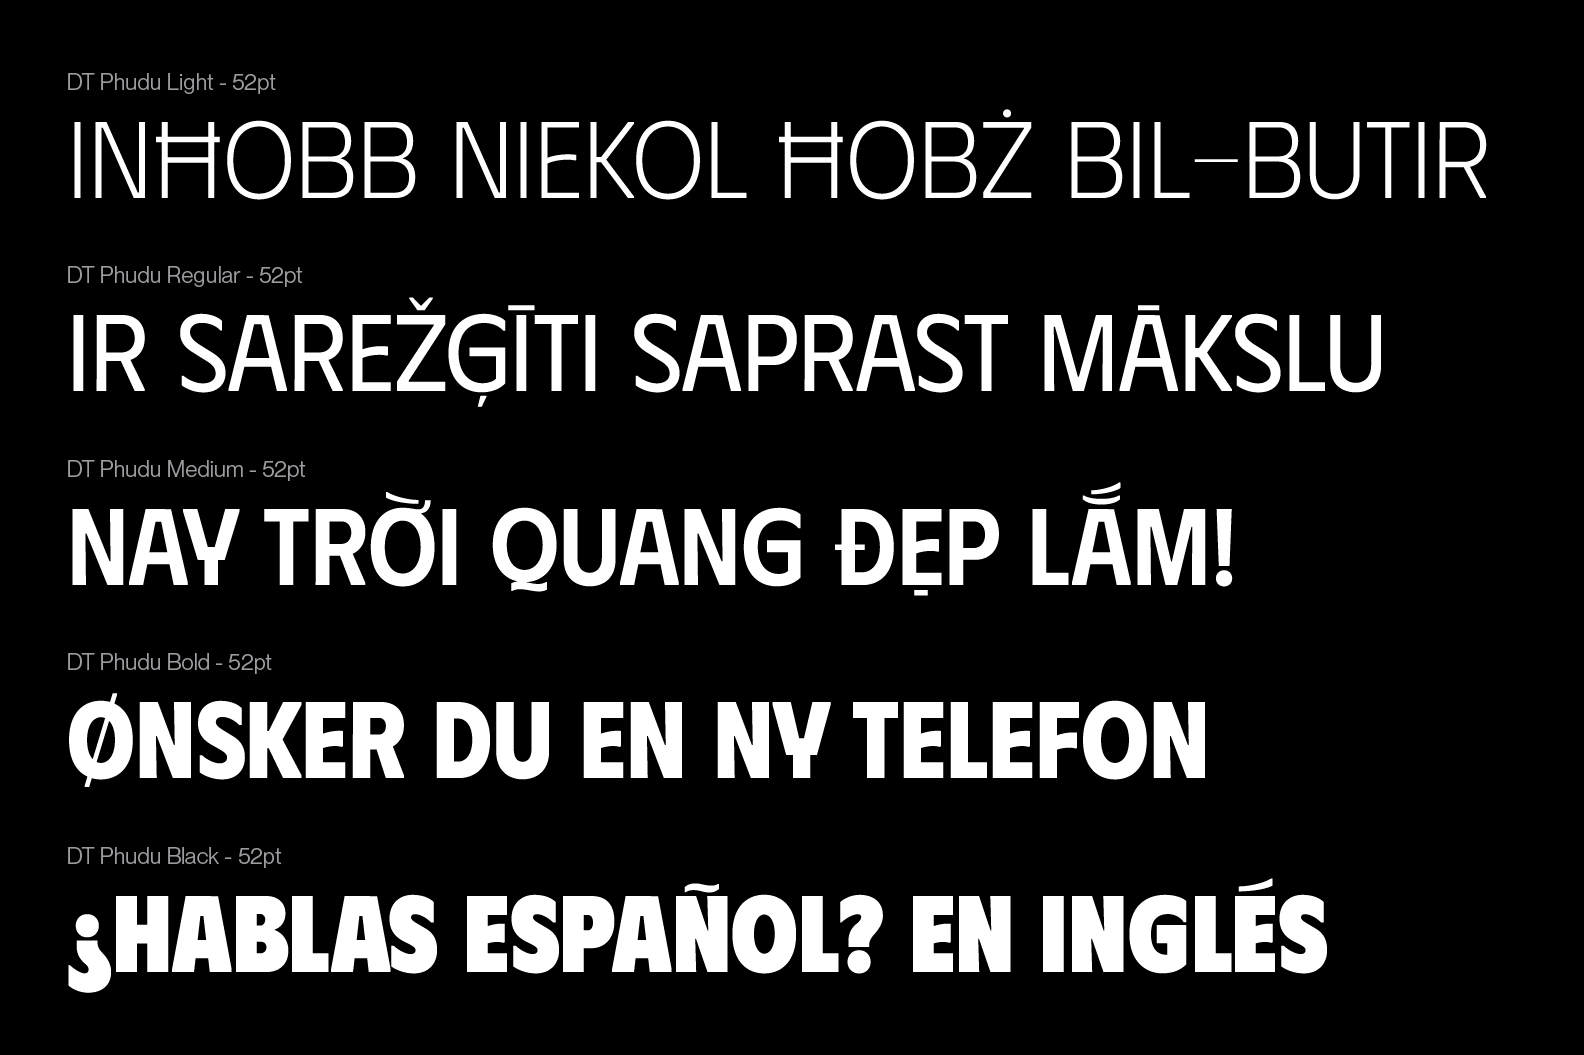 DT Phudu Light - 52pt
INĦOBB NIEKOL ĦOBŻ BIL-BUTIR
DT Phudu Regular - 52pt
IR SAREŽĢĪTI SAPRAST MĀKSLU
DT Phudu Medium - 52pt
NAY TRỜI QUANG ĐẸP LẮM!
DT Phudu Bold - 52pt
ØNSKER DU EN NY TELEFON
DT Phudu Black - 52pt
¿HABLAS ESPAÑOL? EN INGLÉS